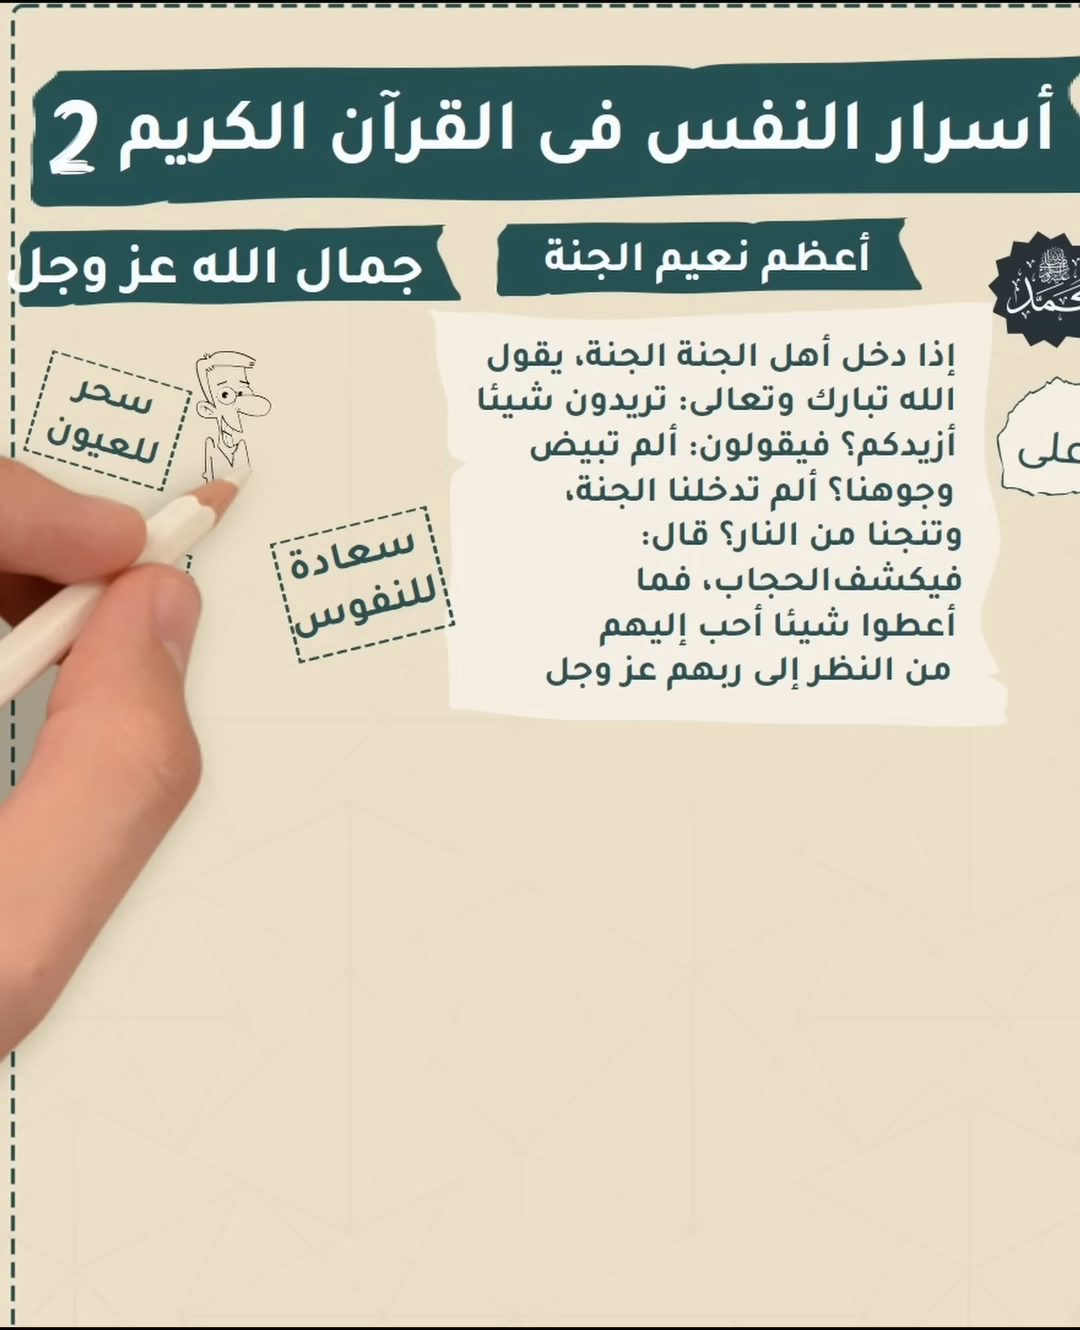 أسرار النفس فى القرآن الكريم 2
أعظم نعيم الجنة
جمال الله عز وجل
إذا دخل أهل الجنة الجنة، يقول
الله تبارك وتعالى: تريدون شيئا
أزيدكم؟ فيقولون: ألم تبيض
وجوهنا؟ ألم تدخلنا الجنة،
وتنجنا من النار؟ قال:
فيكشف الحجاب، فما
أعطوا شيئا أحب إليهم
من النظر إلى ربهم عز وجل
سحر
للعيون
سعادة
للنفوس
على